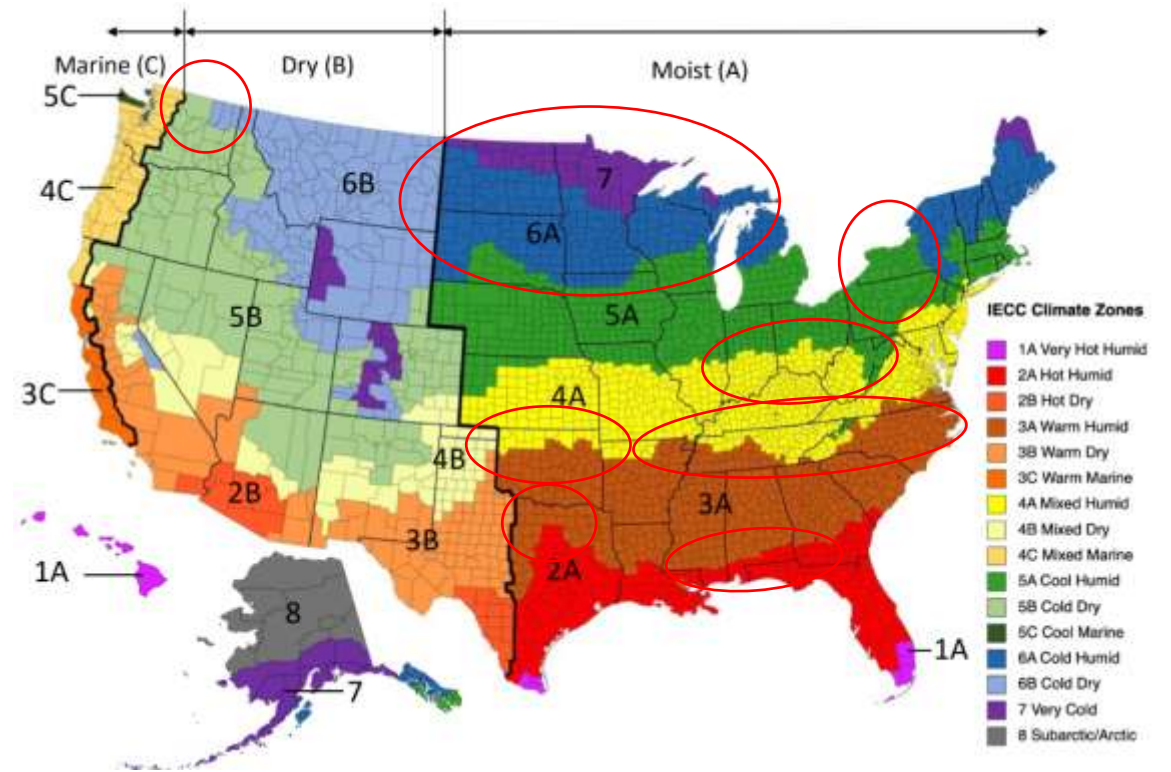 Marine (C)
Dry (B)
Moist (A)
5C
4C
6B
7
6A
5B
5A
3C
4A
4B
2B
3A
3B
2A
1A
8
7
1A
IECC Climate Zones
1A Very Hot Humid
2A Hot Humid
2B Hot Dry
3A Warm Humid
3B Warm Dry
3C Warm Marine
4A Mixed Humid
4B Mixed Dry
4C Mixed Marine
5A Cool Humid
5B Cold Dry
5C Cool Marine
6A Cold Humid
6B Cold Dry
7 Very Cold
8 Subarctic/Arctic